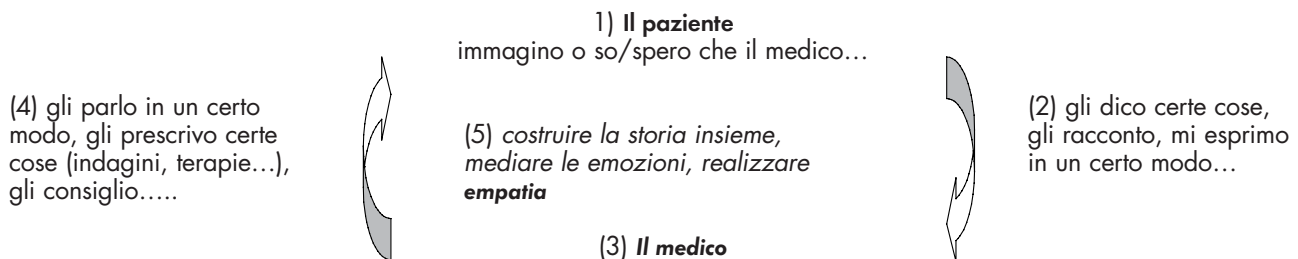 1) Il paziente
immagino o so/spero che il medico…
(2) gli dico certe cose,
gli racconto, mi esprimo
in un certo modo…
(3) Il medico
(4) gli parlo in un certo
modo, gli prescrivo certe
cose (indagini, terapie…),
gli consiglio…..
(5) costruire la storia insieme,
mediare le emozioni, realizzare
empatia